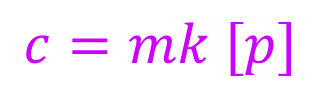 c = mk [p]